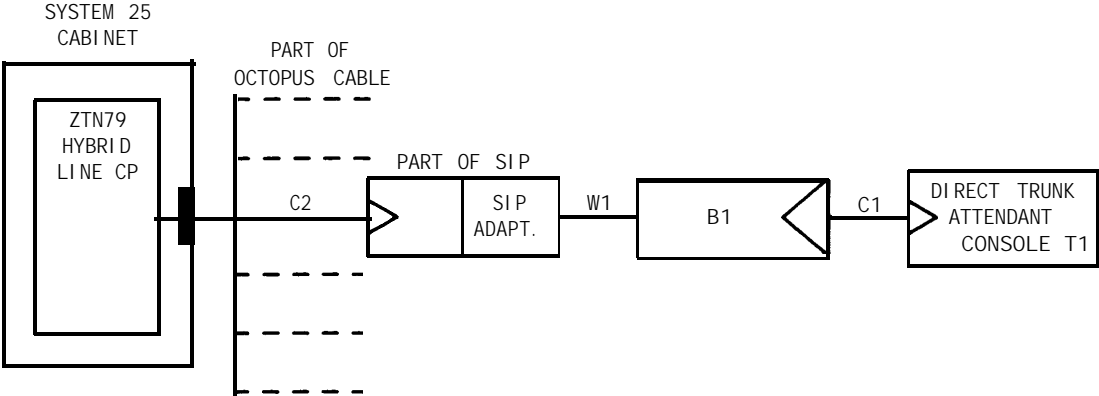 SYSTEM 25
CABINET
PART OF
OCTOPUS CABLE
ZTN79
HYBRID
LINE CP
PART OF SIP
C2
SIP
ADAPT.
W1
B1
C1
DIRECT TRUNK
ATTENDANT
CONSOLE T1